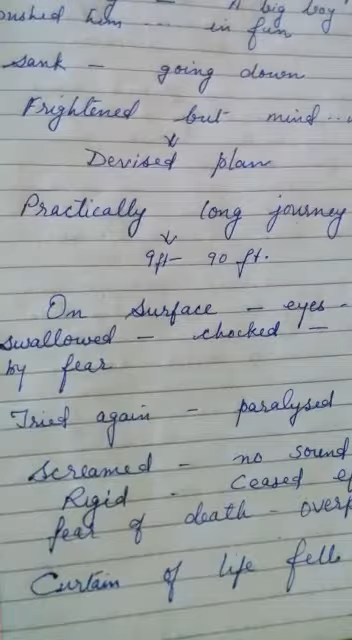 A big boy
pushed him ... in fun
sank - going down
Frightened but mind ...
↓
Devised plan
Practically long journey
↓
9ft - 90 ft.
On surface - eyes -
swallowed - chocked -
by fear
Tried again - paralysed
Screamed - no sound
Rigid - Ceased
fear of death -
Curtain of life fell